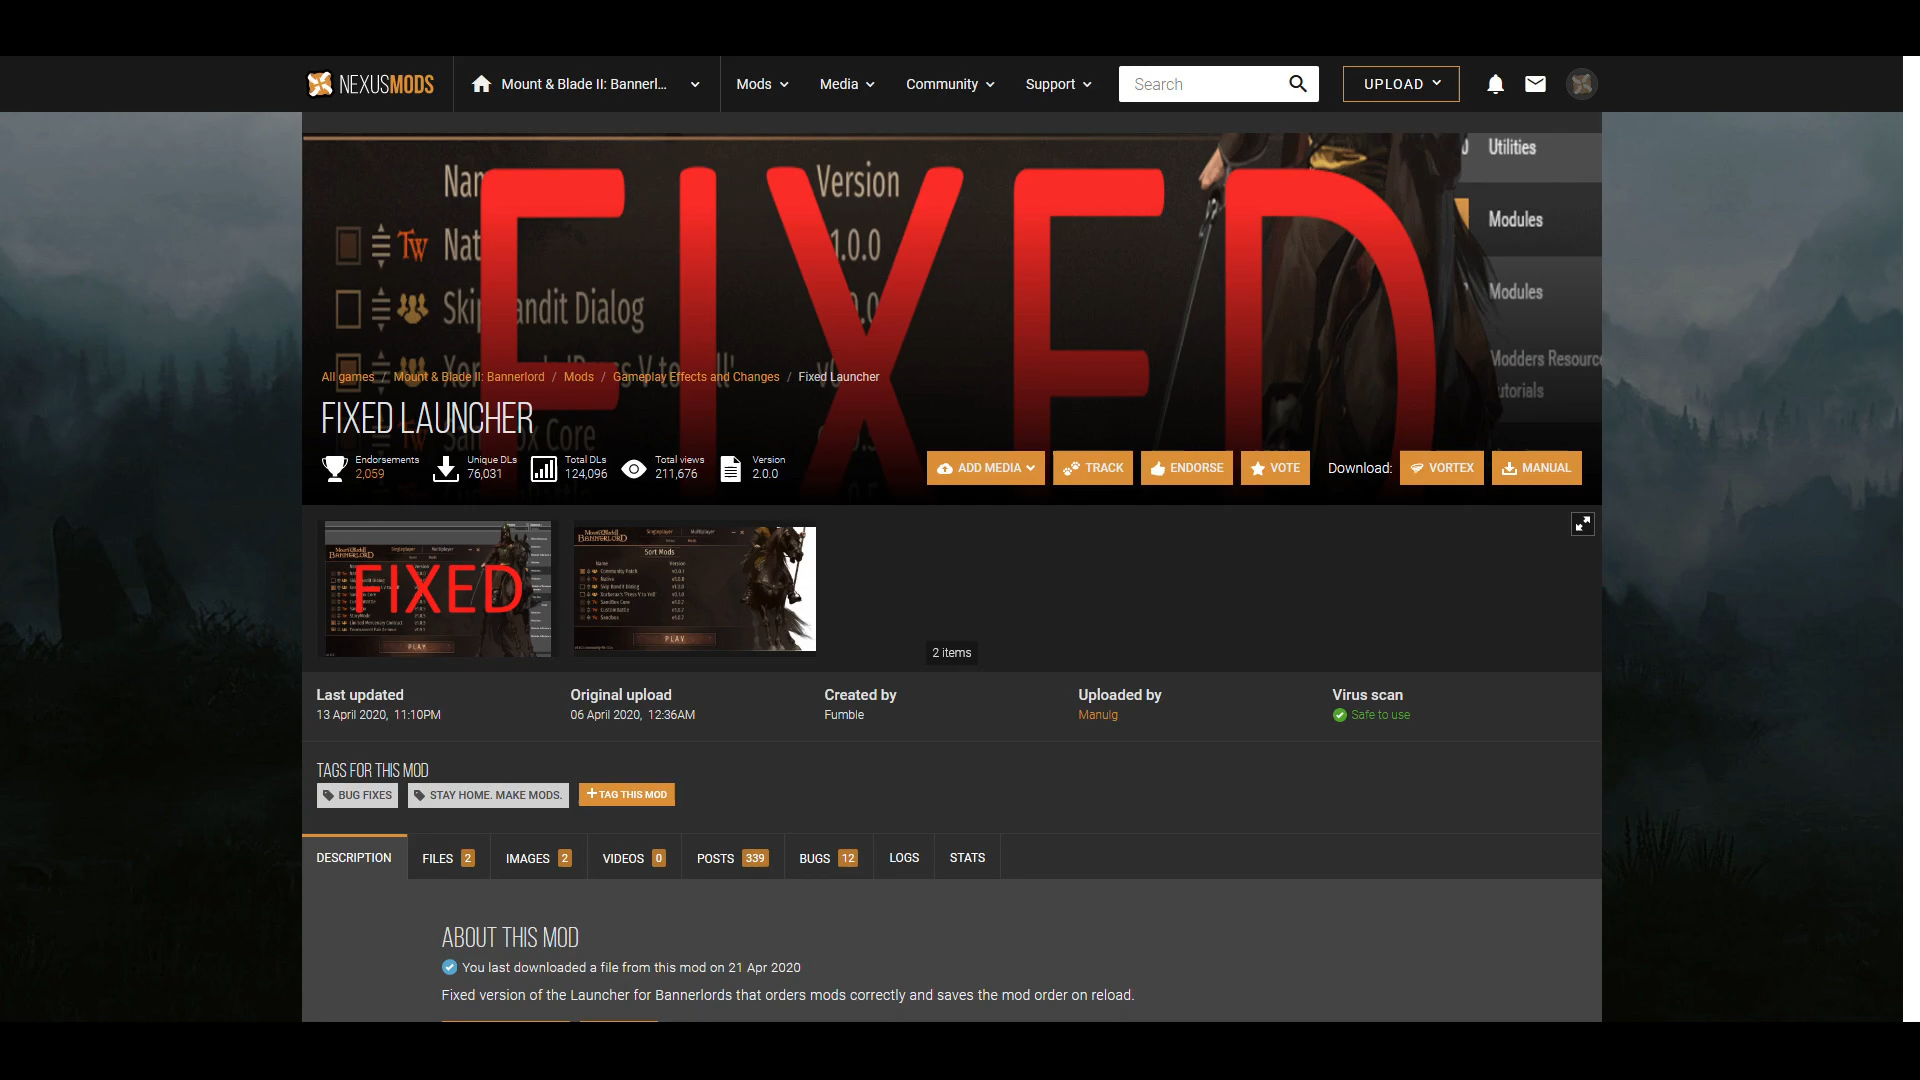 NEXUSMODS
Mount & Blade II: Bannerl...
Mods
Media
Community
Support
Search
UPLOAD
FIXED
Version
1.0.0
Utilities
Modules
Modules
Modders Resourc
utorials
Skip Bandit Dialog
All games / Mount & Blade II: Bannerlord / Mods / Gameplay Effects and Changes / Fixed Launcher
FIXED LAUNCHER
Endorsements
2,059
Unique DLs
76,031
Total DLs
124,096
Total views
211,676
Version
2.0.0
ADD MEDIA
TRACK
ENDORSE
VOTE
Download:
VORTEX
MANUAL
FIXED
PLAY
BANNERLORD
Singleplayer
Multiplayer
Sort Mods
Name
Version
PLAY
2 items
Last updated
13 April 2020, 11:10PM
Original upload
06 April 2020, 12:36AM
Created by
Fumble
Uploaded by
Manulg
Virus scan
Safe to use
TAGS FOR THIS MOD
BUG FIXES
STAY HOME. MAKE MODS.
TAG THIS MOD
DESCRIPTION
FILES 2
IMAGES 2
VIDEOS 0
POSTS 339
BUGS 12
LOGS
STATS
ABOUT THIS MOD
You last downloaded a file from this mod on 21 Apr 2020
Fixed version of the Launcher for Bannerlords that orders mods correctly and saves the mod order on reload.